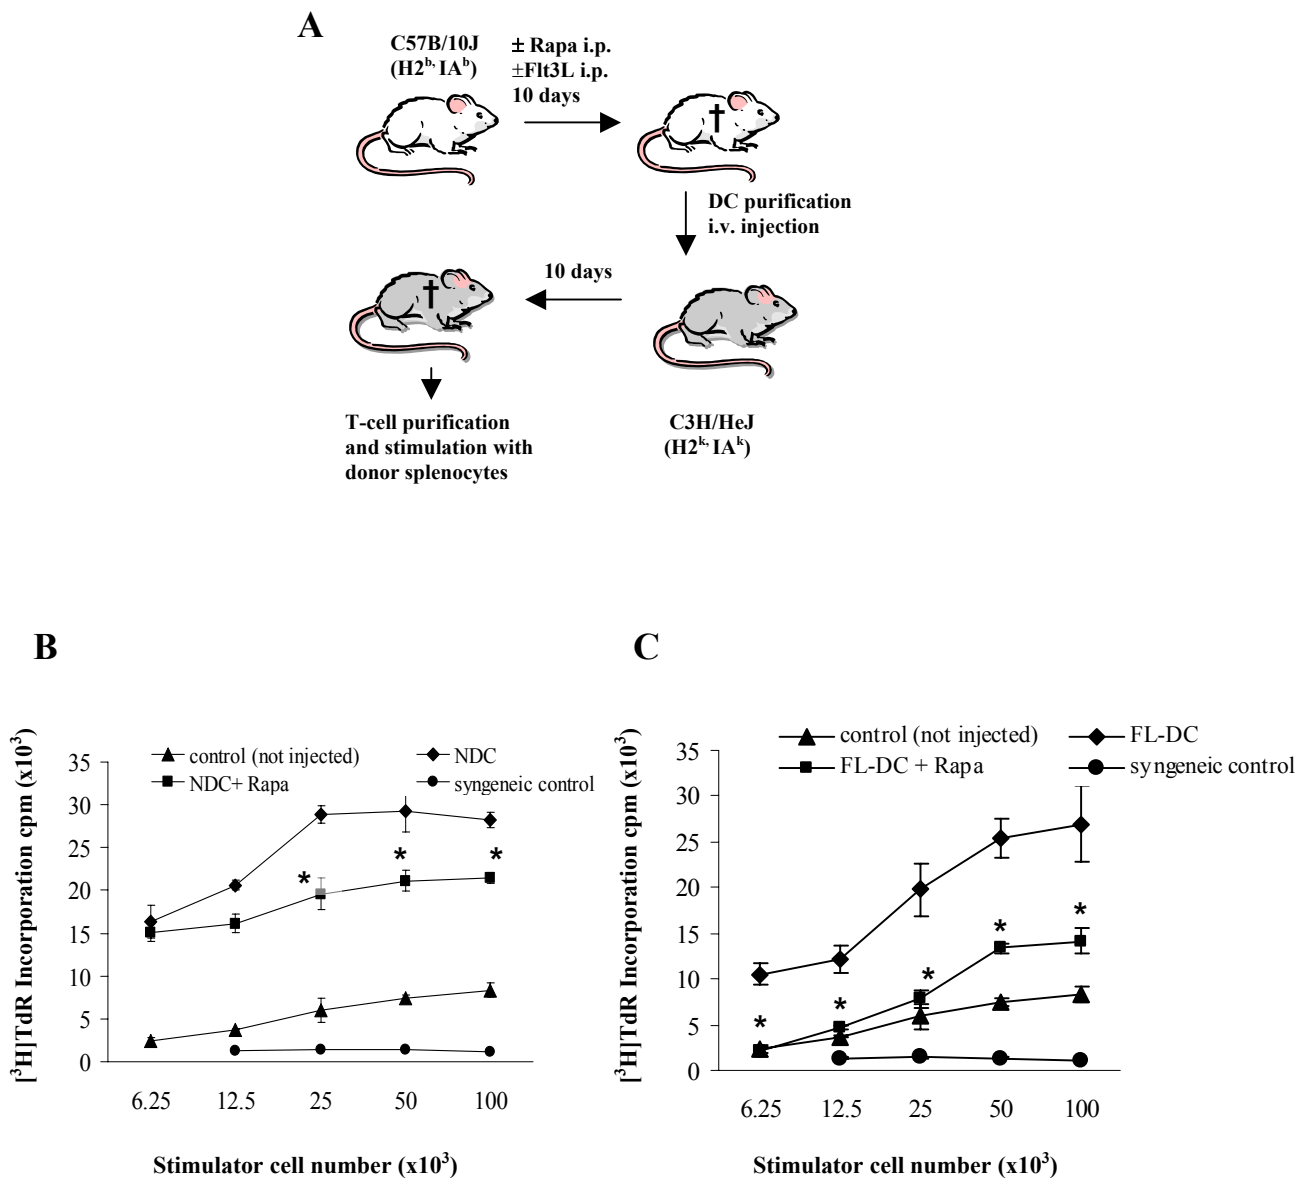 A
C57B/10J
(H2b, IAb)
± Rapa i.p.
±Flt3L i.p.
10 days
†
†
DC purification
i.v. injection
10 days
T-cell purification
and stimulation with
donor splenocytes
C3H/HeJ
(H2k, IAk)
B
[3H]TdR Incorporation cpm (x103)
control (not injected)
NDC
NDC+ Rapa
syngeneic control
35
30
25
20
15
10
5
0
*
*
*
6.25 12.5 25 50 100
Stimulator cell number (x103)
C
[3H]TdR Incorporation cpm (x103)
control (not injected)
FL-DC
FL-DC + Rapa
syngeneic control
35
30
25
20
15
10
5
0
*
*
*
*
*
6.25 12.5 25 50 100
Stimulator cell number (x103)